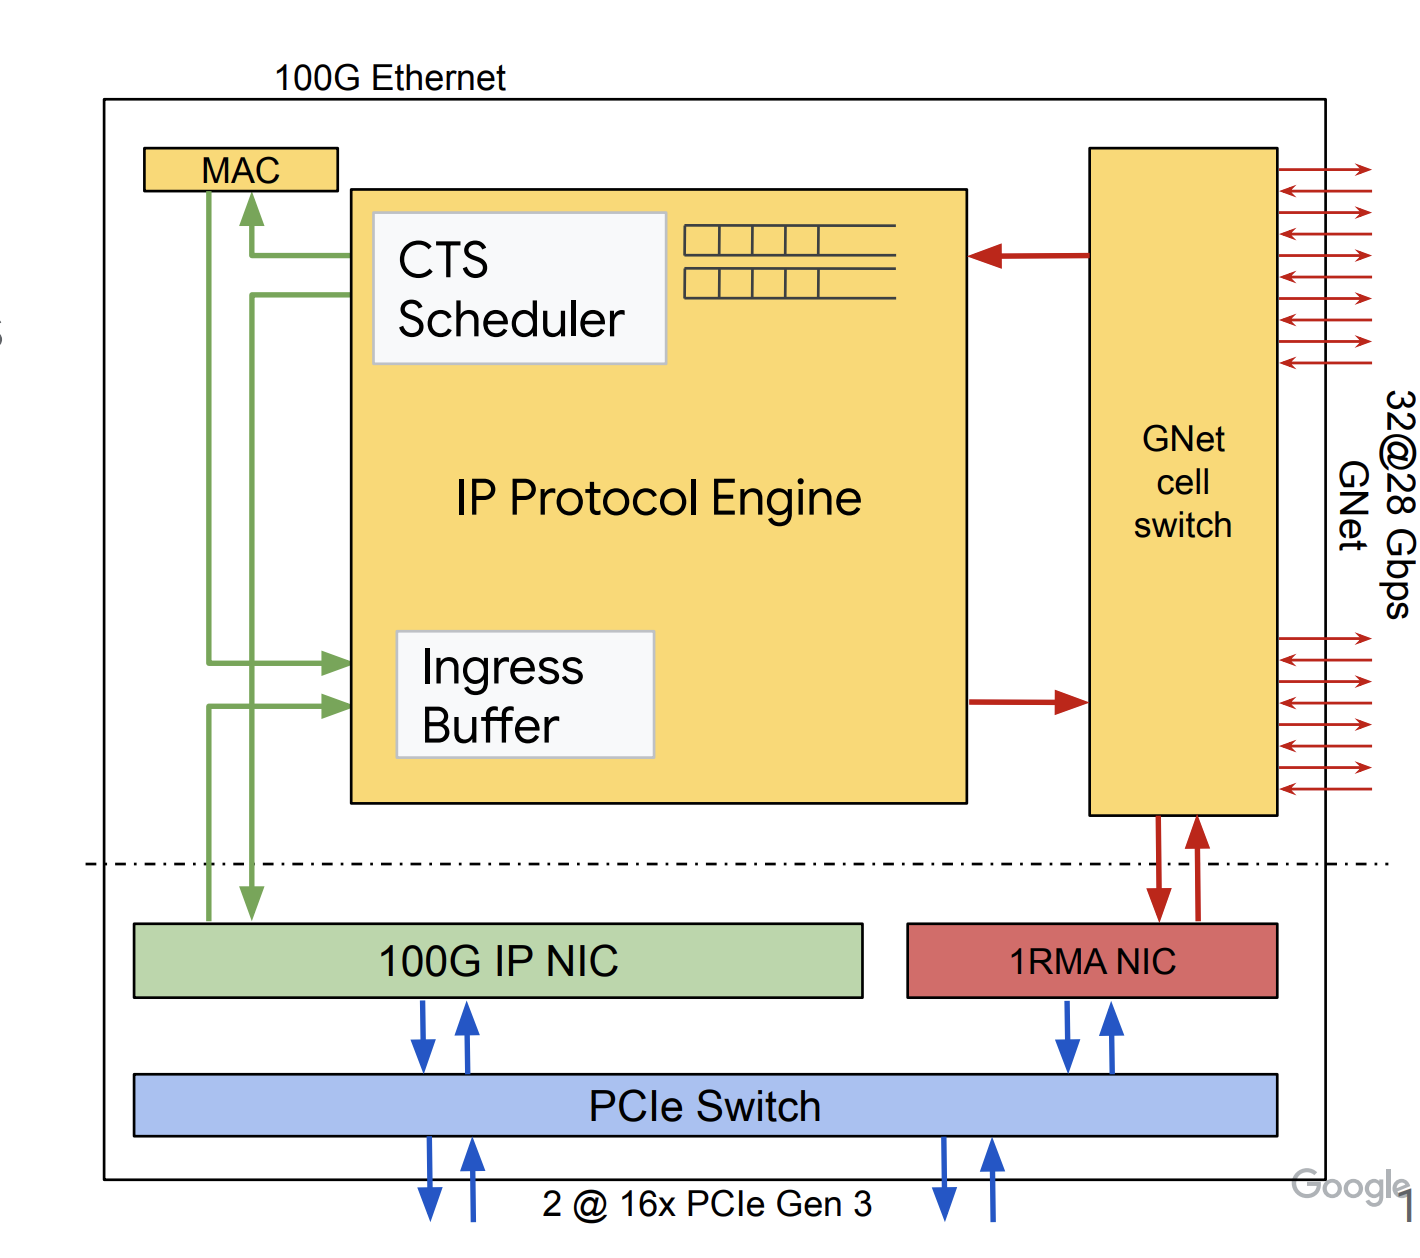 100G Ethernet
MAC
CTS
Scheduler
IP Protocol Engine
Ingress
Buffer
GNet
cell
switch
32@28 Gbps
GNet
100G IP NIC
1RMA NIC
PCIe Switch
2 @ 16x PCIe Gen 3
Google
1